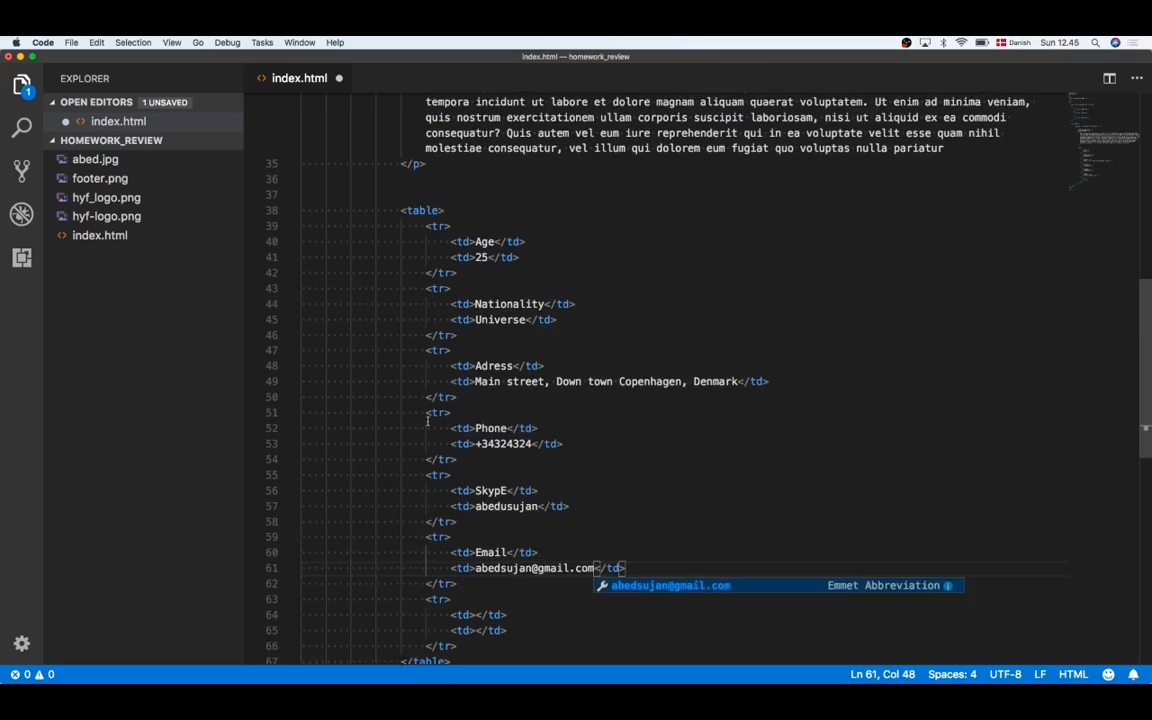 Code File Edit Selection View Go Debug Tasks Window Help Danish Sun 12.45
index.html — homework_review
EXPLORER
OPEN EDITORS 1 UNSAVED
index.html
HOMEWORK_REVIEW
abed.jpg
footer.png
hyf_logo.png
hyf-logo.png
index.html
1
index.html
tempora incidunt ut labore et dolore magnam aliquam quaerat voluptatem. Ut enim ad minima veniam,
quis nostrum exercitationem ullam corporis suscipit laboriosam, nisi ut aliquid ex ea commodi
consequatur? Quis autem vel eum iure reprehenderit qui in ea voluptate velit esse quam nihil
molestiae consequatur, vel illum qui dolorem eum fugiat quo voluptas nulla pariatur
35 </p>
36
37
38 <table>
39 <tr>
40 <td>Age</td>
41 <td>25</td>
42 </tr>
43 <tr>
44 <td>Nationality</td>
45 <td>Universe</td>
46 </tr>
47 <tr>
48 <td>Adress</td>
49 <td>Main street, Down town Copenhagen, Denmark</td>
50 </tr>
51 <tr>
52 <td>Phone</td>
53 <td>+34324324</td>
54 </tr>
55 <tr>
56 <td>SkypE</td>
57 <td>abedusujan</td>
58 </tr>
59 <tr>
60 <td>Email</td>
61 <td>abedsujan@gmail.com</td>
abedsujan@gmail.com Emmet Abbreviation
62 </tr>
63 <tr>
64 <td></td>
65 <td></td>
66 </tr>
67 </table>
0 0 Ln 61, Col 48 Spaces: 4 UTF-8 LF HTML